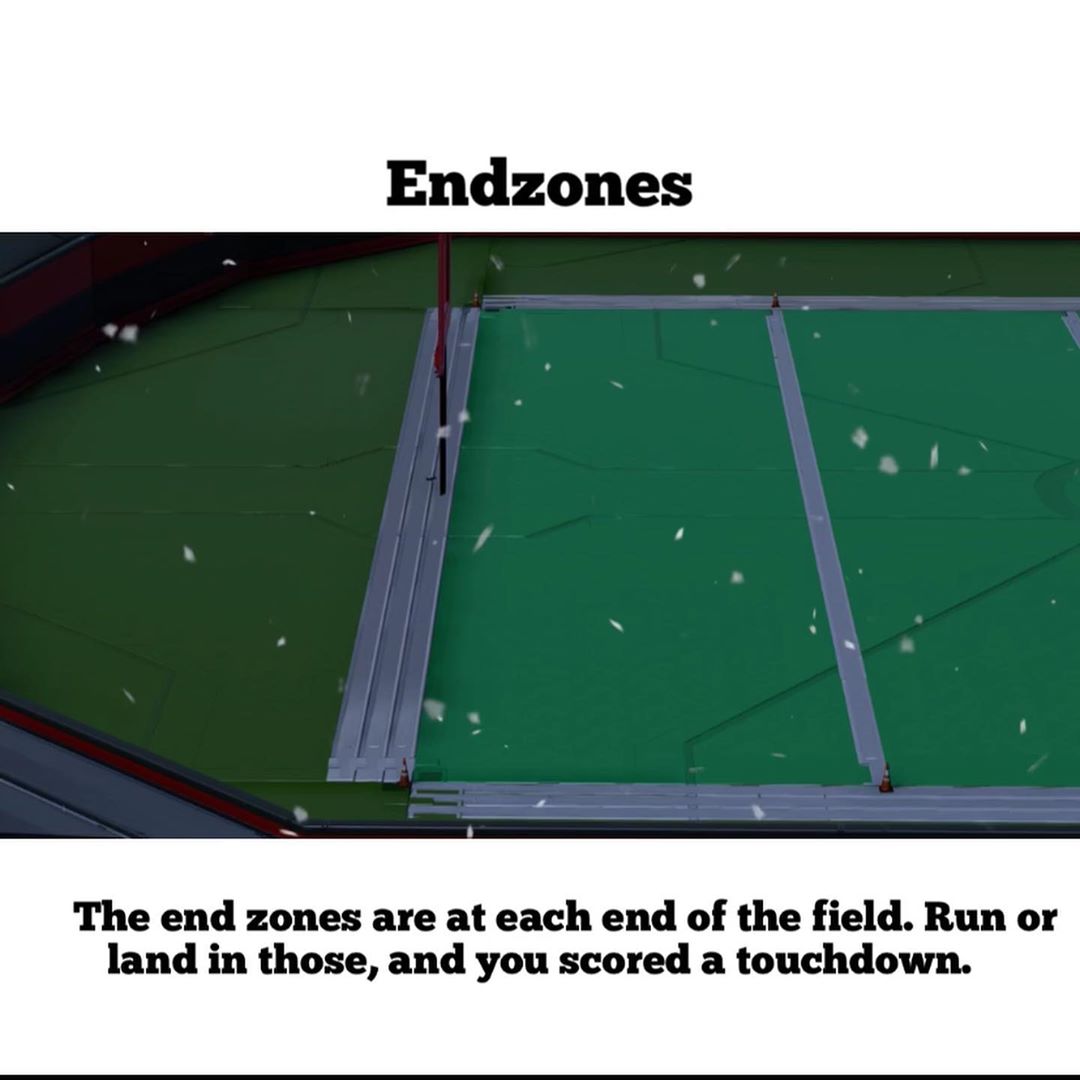 Endzones
The end zones are at each end of the field. Run or
land in those, and you scored a touchdown.